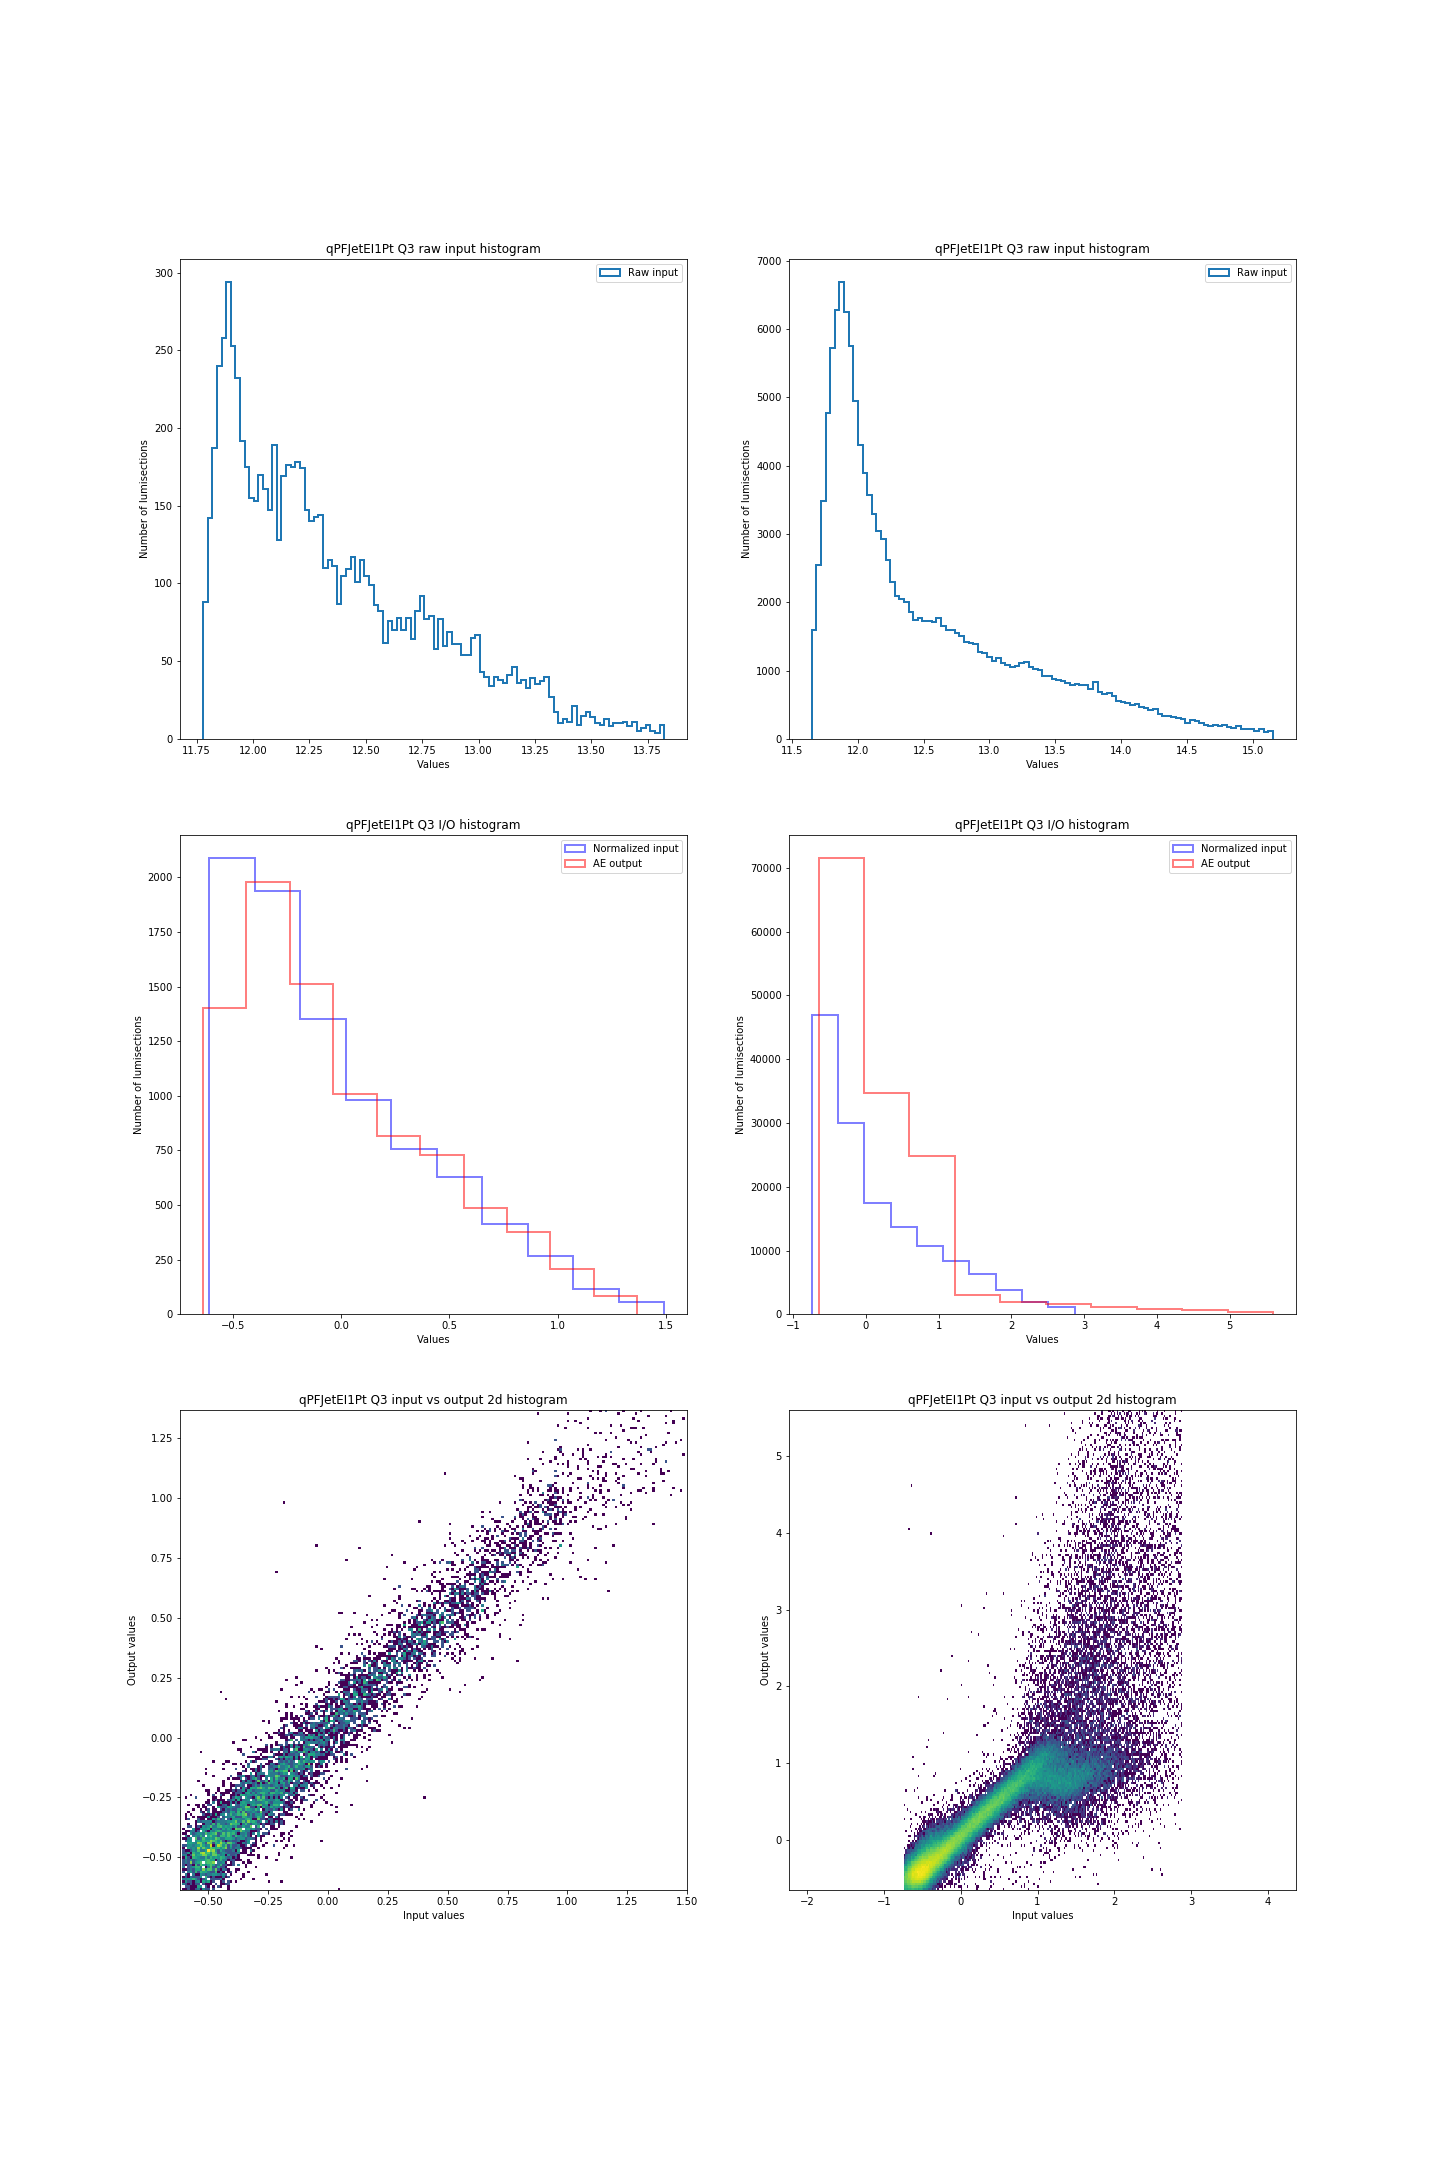 qPFJetEI1Pt Q3 raw input histogram
Raw input
Number of lumisections
300
250
200
150
100
50
0
11.75 12.00 12.25 12.50 12.75 13.00 13.25 13.50 13.75
Values
qPFJetEI1Pt Q3 raw input histogram
Raw input
Number of lumisections
7000
6000
5000
4000
3000
2000
1000
0
11.5 12.0 12.5 13.0 13.5 14.0 14.5 15.0
Values
qPFJetEI1Pt Q3 I/O histogram
Normalized input
AE output
Number of lumisections
2000
1750
1500
1250
1000
750
500
250
0
−0.5 0.0 0.5 1.0 1.5
Values
qPFJetEI1Pt Q3 I/O histogram
Normalized input
AE output
Number of lumisections
70000
60000
50000
40000
30000
20000
10000
0
−1 0 1 2 3 4 5
Values
qPFJetEI1Pt Q3 input vs output 2d histogram
Output values
1.25
1.00
0.75
0.50
0.25
0.00
−0.25
−0.50
−0.50 −0.25 0.00 0.25 0.50 0.75 1.00 1.25 1.50
Input values
qPFJetEI1Pt Q3 input vs output 2d histogram
Output values
5
4
3
2
1
0
−2 −1 0 1 2 3 4
Input values